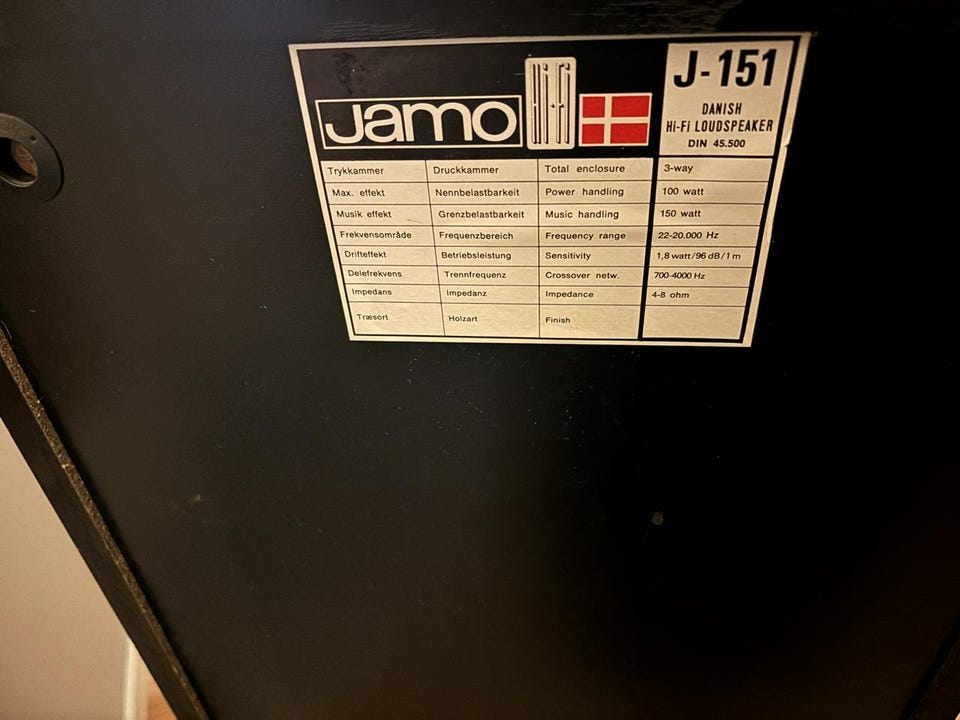 Jamo Hi-Fi
J-151
DANISH
Hi-Fi LOUDSPEAKER
DIN 45.500
Trykkammer Druckkammer Total enclosure 3-way
Max. effekt Nennbelastbarkeit Power handling 100 watt
Musik effekt Grenzbelastbarkeit Music handling 150 watt
Frekvensområde Frequenzbereich Frequency range 22-20.000 Hz
Drifteffekt Betriebsleistung Sensitivity 1,8 watt/96 dB/1 m
Delefrekvens Trennfrequenz Crossover netw. 700-4000 Hz
Impedans Impedanz Impedance 4-8 ohm
Træsort Holzart Finish